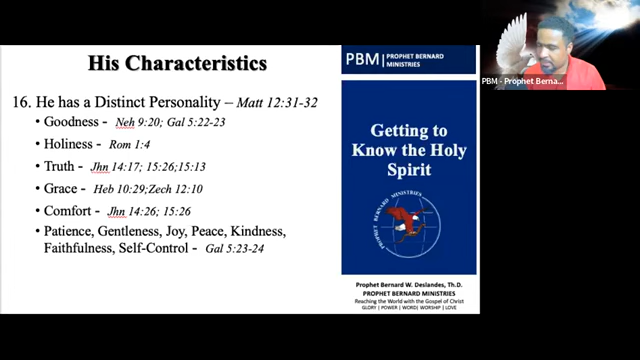 His Characteristics
16. He has a Distinct Personality – Matt 12:31-32
• Goodness - Neh 9:20; Gal 5:22-23
• Holiness - Rom 1:4
• Truth - Jhn 14:17; 15:26;15:13
• Grace - Heb 10:29;Zech 12:10
• Comfort - Jhn 14:26; 15:26
• Patience, Gentleness, Joy, Peace, Kindness,
Faithfulness, Self-Control - Gal 5:23-24
PBM | PROPHET BERNARD
MINISTRIES
Getting to
Know the Holy
Spirit
PROPHET BERNARD MINISTRIES
Prophet Bernard W. Deslandes, Th.D.
PROPHET BERNARD MINISTRIES
Reaching the World with the Gospel of Christ
GLORY | POWER | WORD| WORSHIP | LOVE
PBM - Prophet Berna...